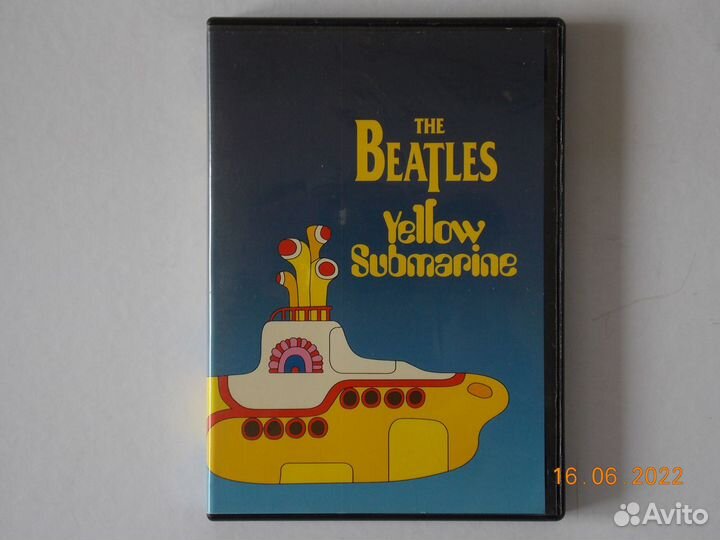 THE
BEATLES
Yellow
Submarine
16.06.2022
Avito